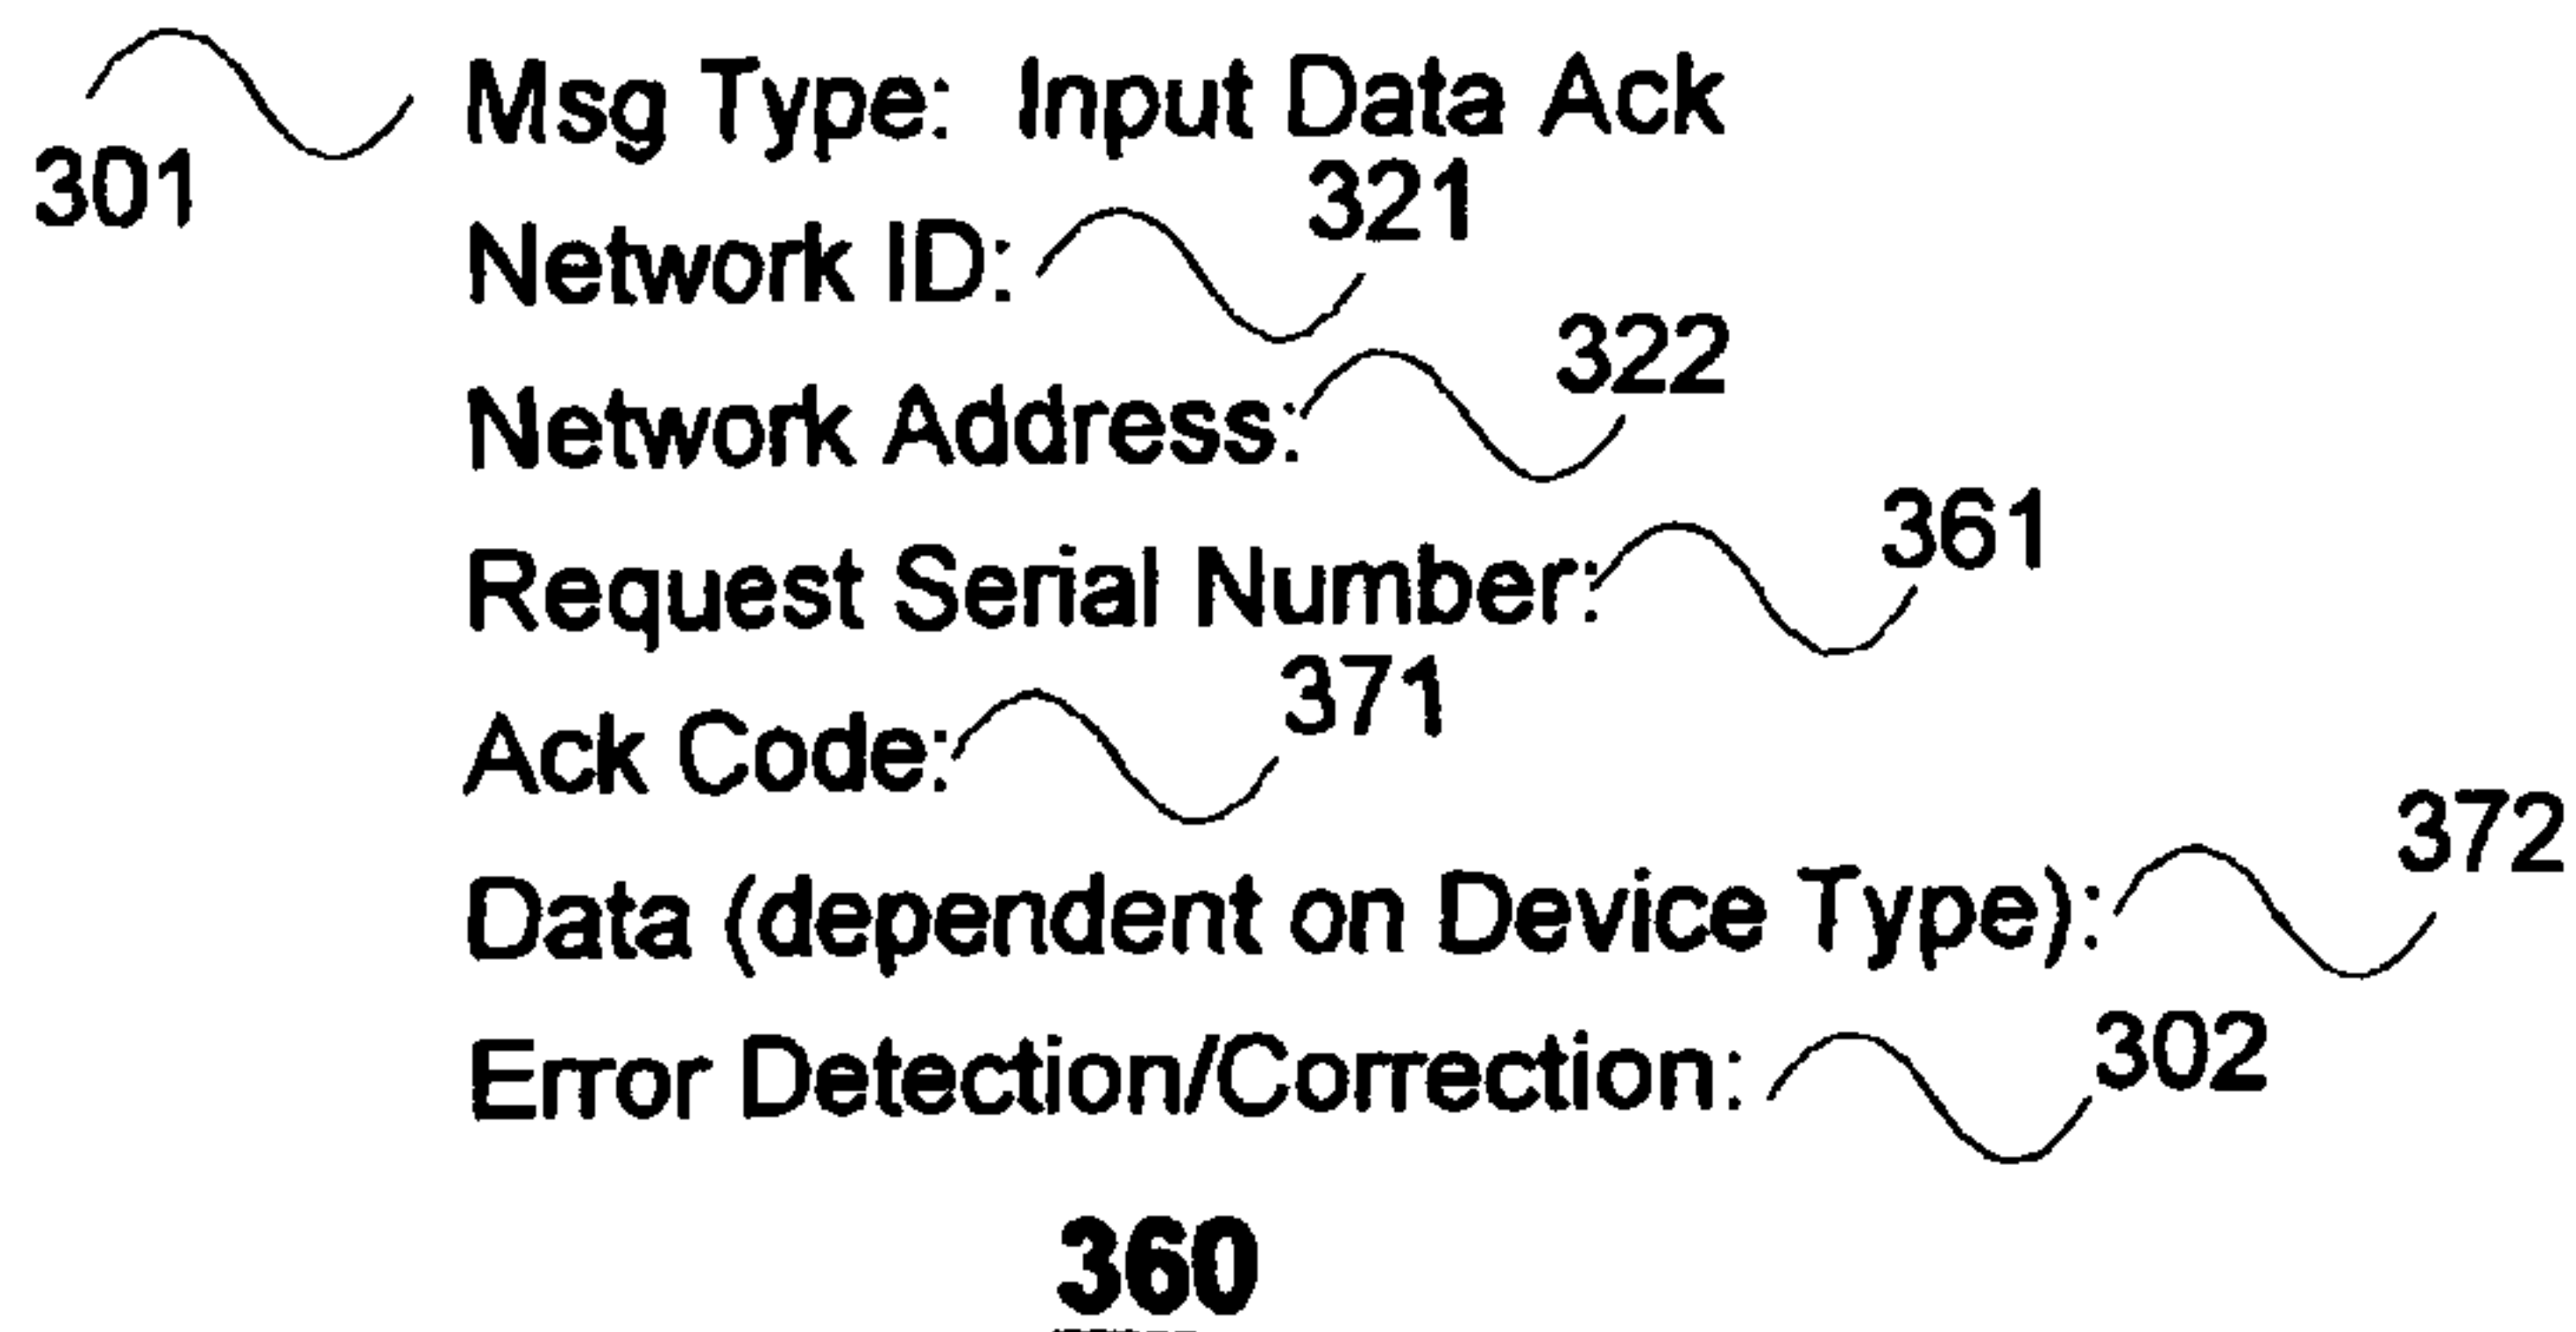 301 Msg Type: Input Data Ack
Network ID: 321
Network Address: 322
Request Serial Number: 361
Ack Code: 371
Data (dependent on Device Type): 372
Error Detection/Correction: 302
360